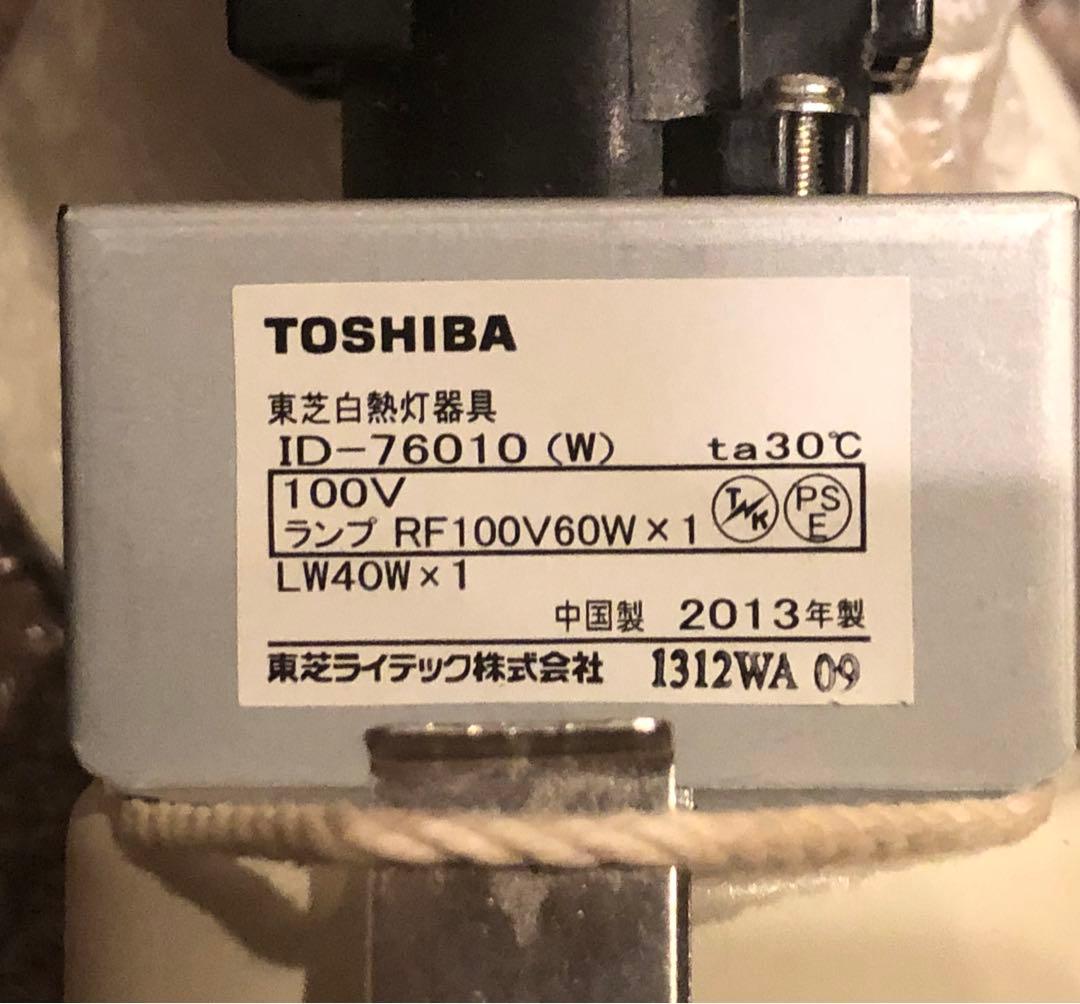 TOSHIBA
東芝白熱灯器具
ID-76010(W) ta30℃
100V
ランプ RF100V60W×1
TWK PSE
LW40W×1
中国製 2013年製
東芝ライテック株式会社 1312WA 09